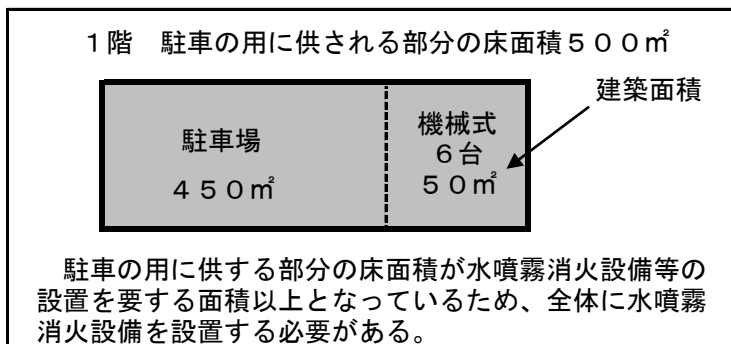 １階　駐車の用に供される部分の床面積５００㎡
建築面積
駐車場
４５０㎡
機械式
６台
５０㎡
　駐車の用に供する部分の床面積が水噴霧消火設備等の
設置を要する面積以上となっているため、全体に水噴霧
消火設備を設置する必要がある。